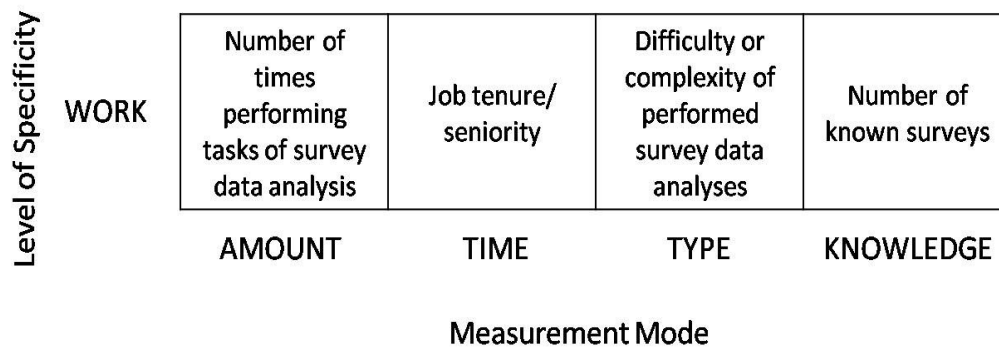 Level of Specificity
WORK
Number of
times
performing
tasks of survey
data analysis
Job tenure/
seniority
Difficulty or
complexity of
performed
survey data
analyses
Number of
known surveys
AMOUNT
TIME
TYPE
KNOWLEDGE
Measurement Mode